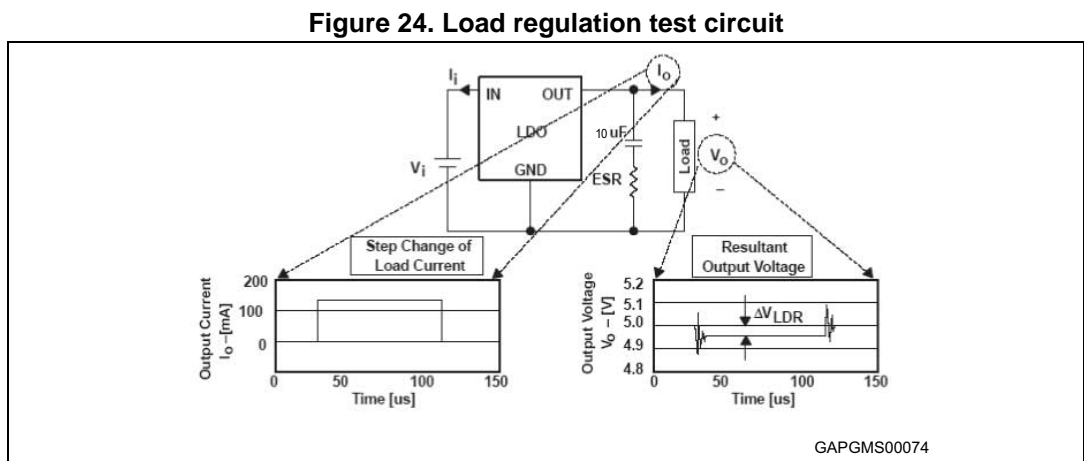 Figure 24. Load regulation test circuit
Ii
IN
OUT
Io
LDO
GND
Vi
10 uF
ESR
Load
+
Vo
–
Step Change of
Load Current
Output Current
Io–[mA]
200
100
0
0
50
100
150
Time [us]
Resultant
Output Voltage
Output Voltage
Vo – [V]
5.2
5.1
5.0
4.9
4.8
ΔVLDR
0
50
100
150
Time [us]
GAPGMS00074